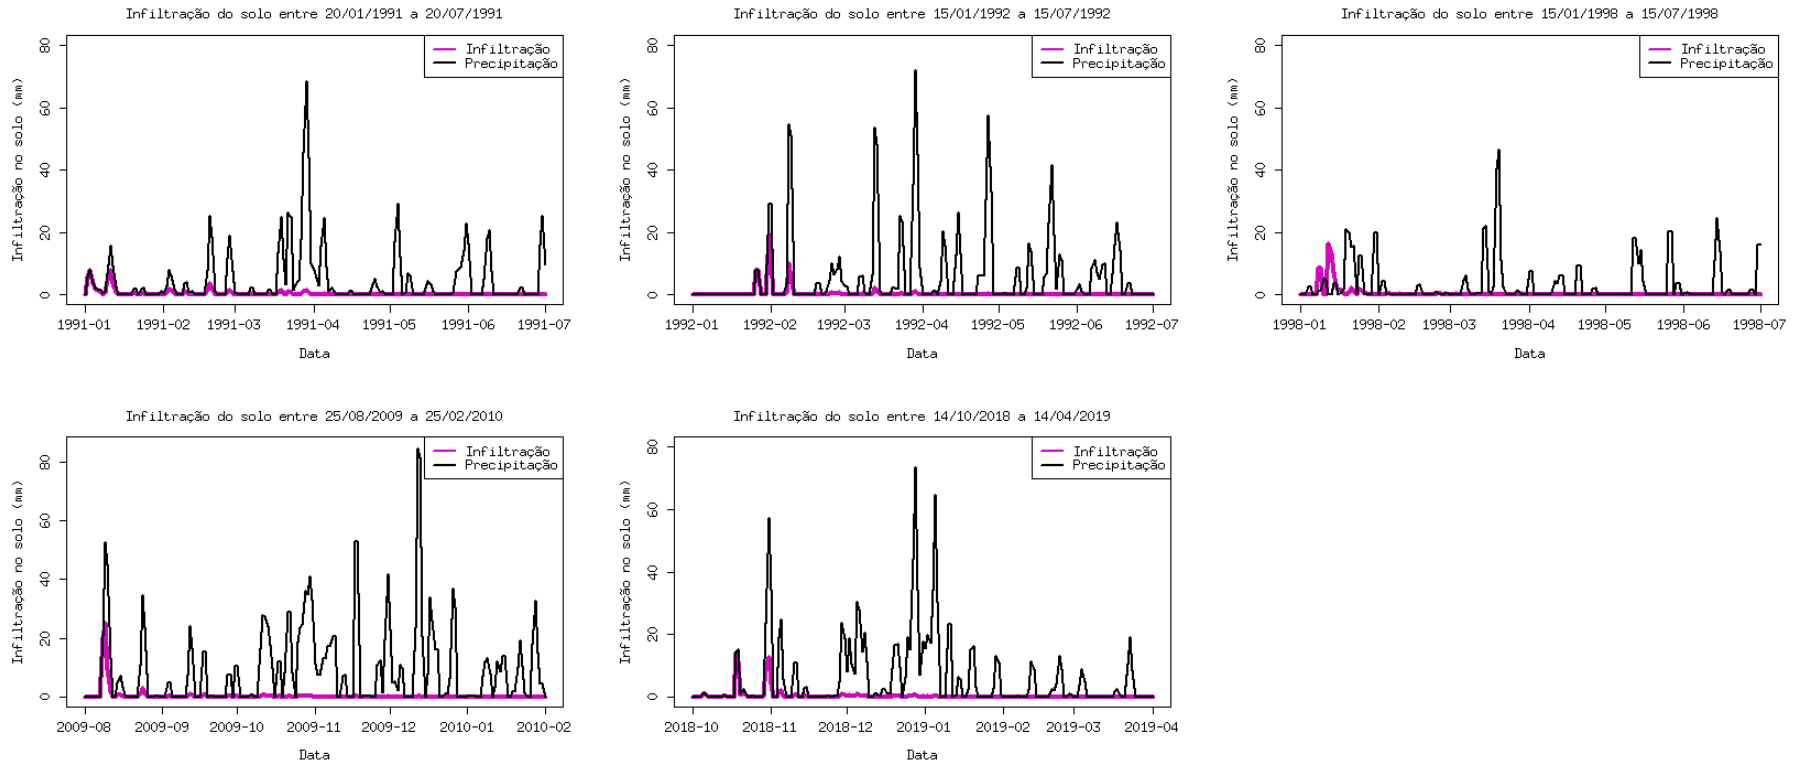 Infiltração do solo entre 20/01/1991 a 20/07/1991
Infiltração no solo (mm)
80
60
40
20
0
Infiltração
Precipitação
1991-01 1991-02 1991-03 1991-04 1991-05 1991-06 1991-07
Data
Infiltração do solo entre 15/01/1992 a 15/07/1992
Infiltração no solo (mm)
80
60
40
20
0
Infiltração
Precipitação
1992-01 1992-02 1992-03 1992-04 1992-05 1992-06 1992-07
Data
Infiltração do solo entre 15/01/1998 a 15/07/1998
Infiltração no solo (mm)
80
60
40
20
0
Infiltração
Precipitação
1998-01 1998-02 1998-03 1998-04 1998-05 1998-06 1998-07
Data
Infiltração do solo entre 25/08/2009 a 25/02/2010
Infiltração no solo (mm)
80
60
40
20
0
Infiltração
Precipitação
2009-08 2009-09 2009-10 2009-11 2009-12 2010-01 2010-02
Data
Infiltração do solo entre 14/10/2018 a 14/04/2019
Infiltração no solo (mm)
80
60
40
20
0
Infiltração
Precipitação
2018-10 2018-11 2018-12 2019-01 2019-02 2019-03 2019-04
Data